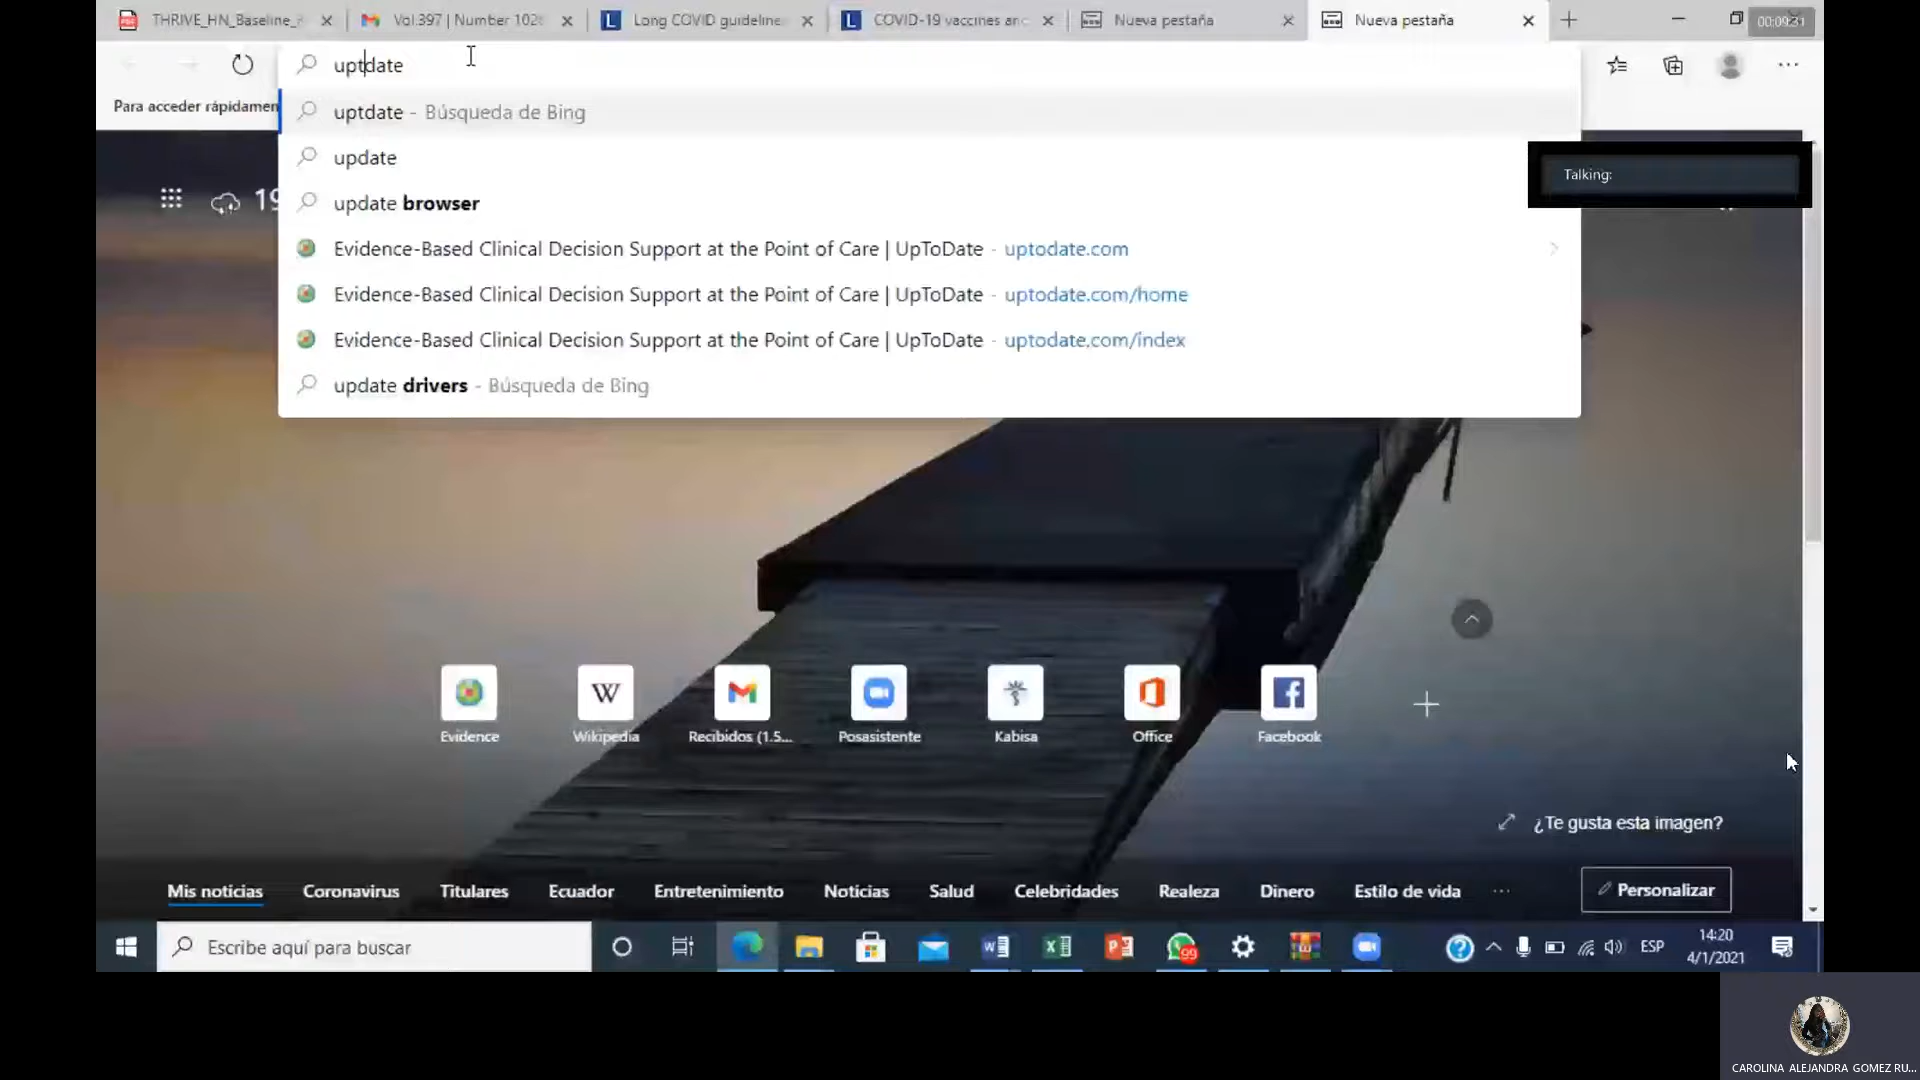 THRIVE_HN_Baseline_
Vol.397 | Number 102
Long COVID guideline
COVID-19 vaccines an
Nueva pestaña
Nueva pestaña
00:09:31
uptdate
Para acceder rápidamen
uptdate - Búsqueda de Bing
update
update browser
Evidence-Based Clinical Decision Support at the Point of Care | UpToDate - uptodate.com
Evidence-Based Clinical Decision Support at the Point of Care | UpToDate - uptodate.com/home
Evidence-Based Clinical Decision Support at the Point of Care | UpToDate - uptodate.com/index
update drivers - Búsqueda de Bing
Talking:
19
Evidence
Wikipedia
Recibidos (1.5...
Posasistente
Kabisa
Office
Facebook
¿Te gusta esta imagen?
Mis noticias Coronavirus Titulares Ecuador Entretenimiento Noticias Salud Celebridades Realeza Dinero Estilo de vida ...
Personalizar
Escribe aquí para buscar
99
ESP
14:20
4/1/2021
CAROLINA ALEJANDRA GOMEZ RU...